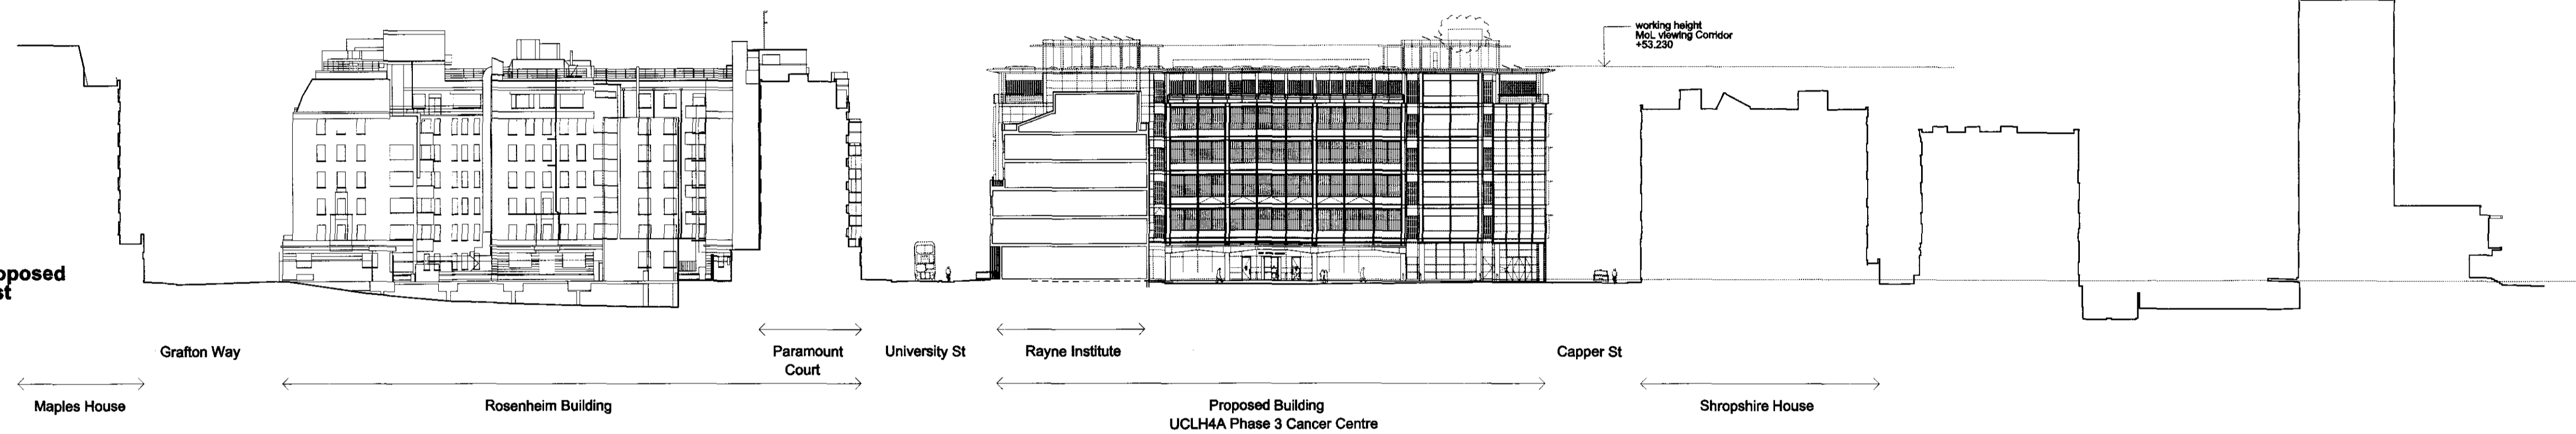 working height
MoL viewing Corridor
+53.230
pposed
st
Grafton Way
Paramount
Court
University St
Rayne Institute
Capper St
Maples House
Rosenheim Building
Proposed Building
UCLH4A Phase 3 Cancer Centre
Shropshire House